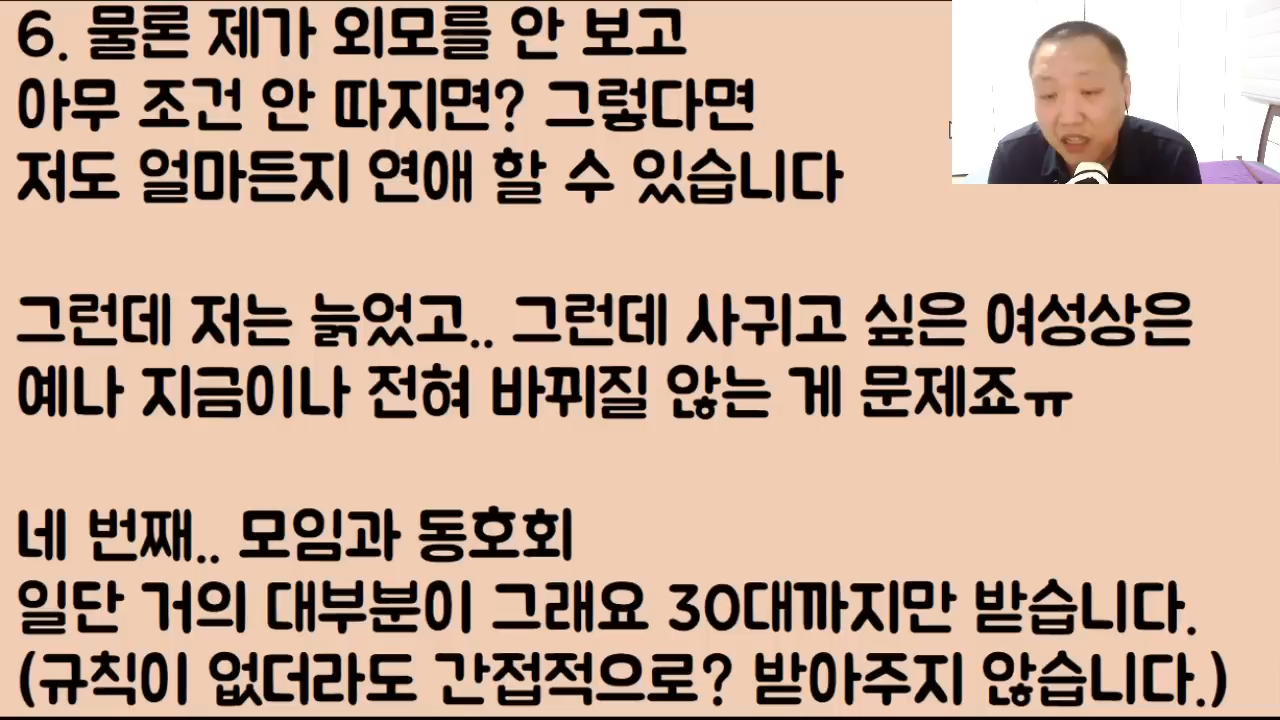 6. 물론 제가 외모를 안 보고
아무 조건 안 따지면? 그렇다면
저도 얼마든지 연애 할 수 있습니다
그런데 저는 늙었고.. 그런데 사귀고 싶은 여성상은
예나 지금이나 전혀 바뀌질 않는 게 문제죠ㅠ
네 번째.. 모임과 동호회
일단 거의 대부분이 그래요 30대까지만 받습니다.
(규칙이 없더라도 간접적으로? 받아주지 않습니다.)